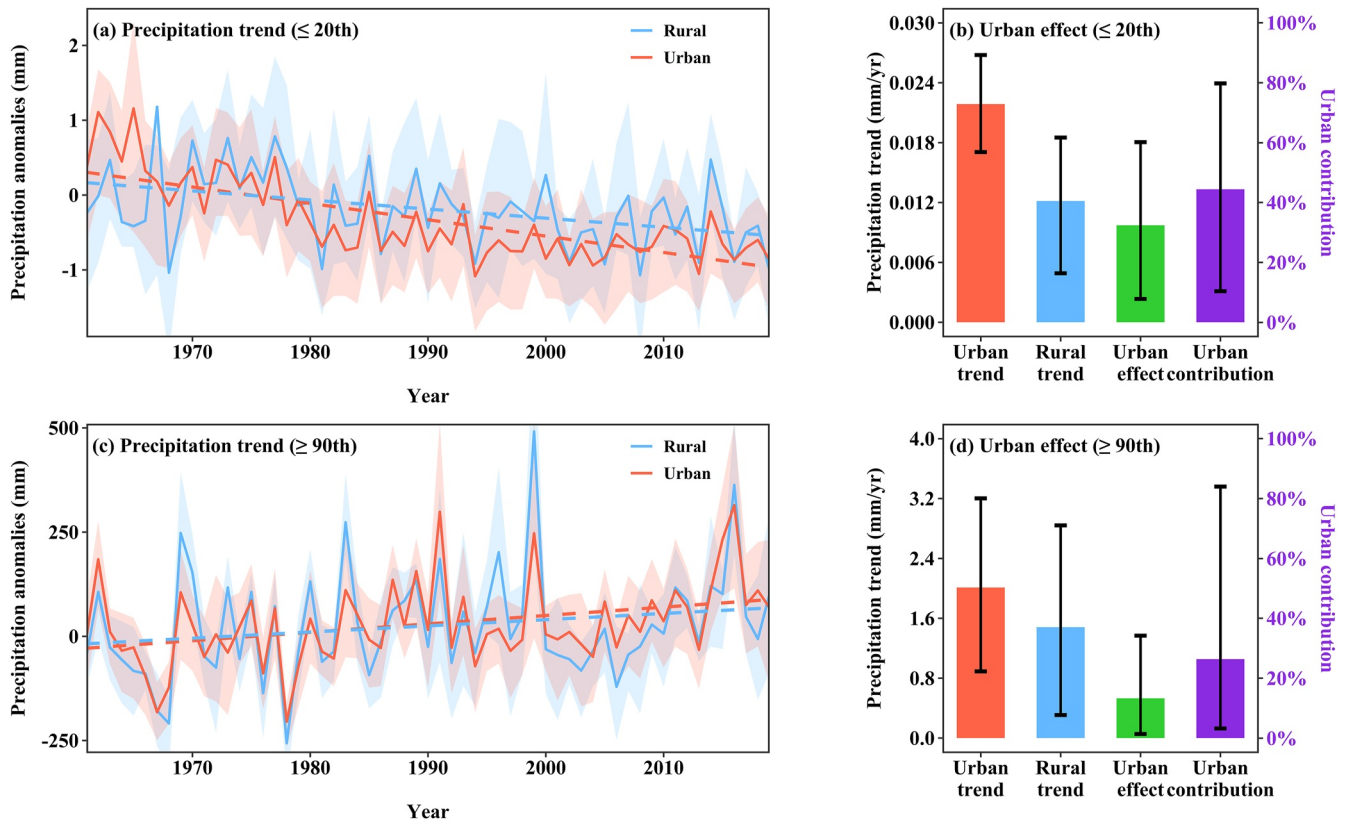 (a) Precipitation trend (≤ 20th)
Rural
Urban
Precipitation anomalies (mm)
2
1
0
-1
1970
1980
1990
2000
2010
Year
(b) Urban effect (≤ 20th)
Precipitation trend (mm/yr)
0.030
0.024
0.018
0.012
0.006
0.000
100%
80%
60%
40%
20%
0%
Urban contribution
Urban trend
Rural trend
Urban effect
Urban contribution
(c) Precipitation trend (≥ 90th)
Rural
Urban
Precipitation anomalies (mm)
500
250
0
-250
1970
1980
1990
2000
2010
Year
(d) Urban effect (≥ 90th)
Precipitation trend (mm/yr)
4.0
3.2
2.4
1.6
0.8
0.0
100%
80%
60%
40%
20%
0%
Urban contribution
Urban trend
Rural trend
Urban effect
Urban contribution